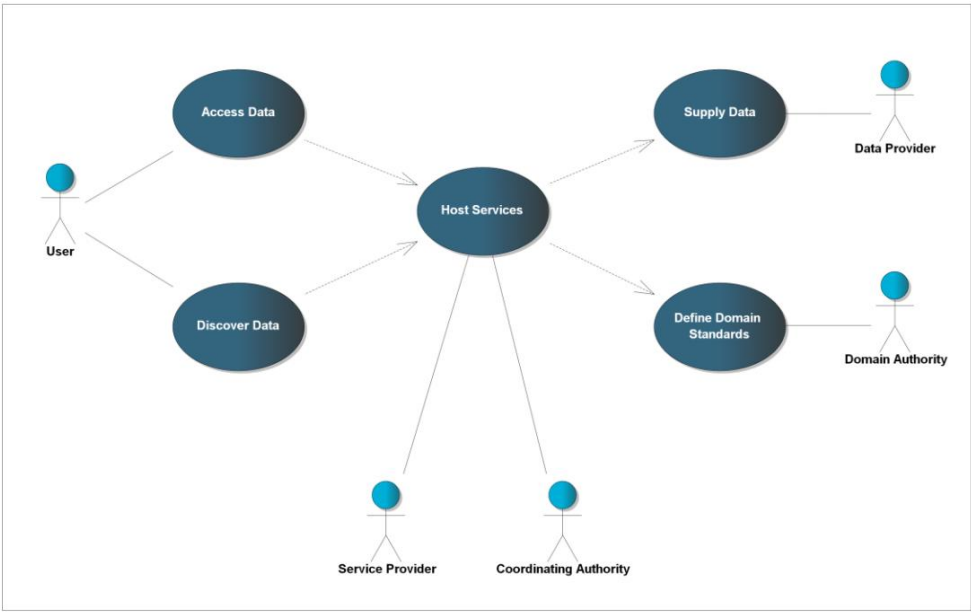 Access Data
Supply Data
Data Provider
Host Services
User
Discover Data
Define Domain
Standards
Domain Authority
Service Provider
Coordinating Authority